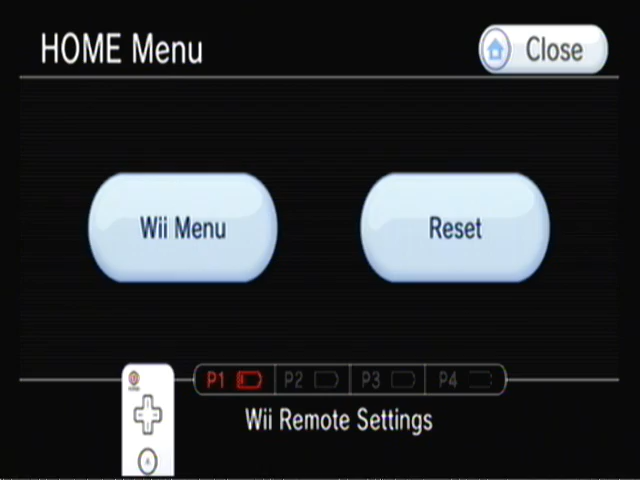 HOME Menu
Close
Wii Menu
Reset
P1 P2 P3 P4
Wii Remote Settings